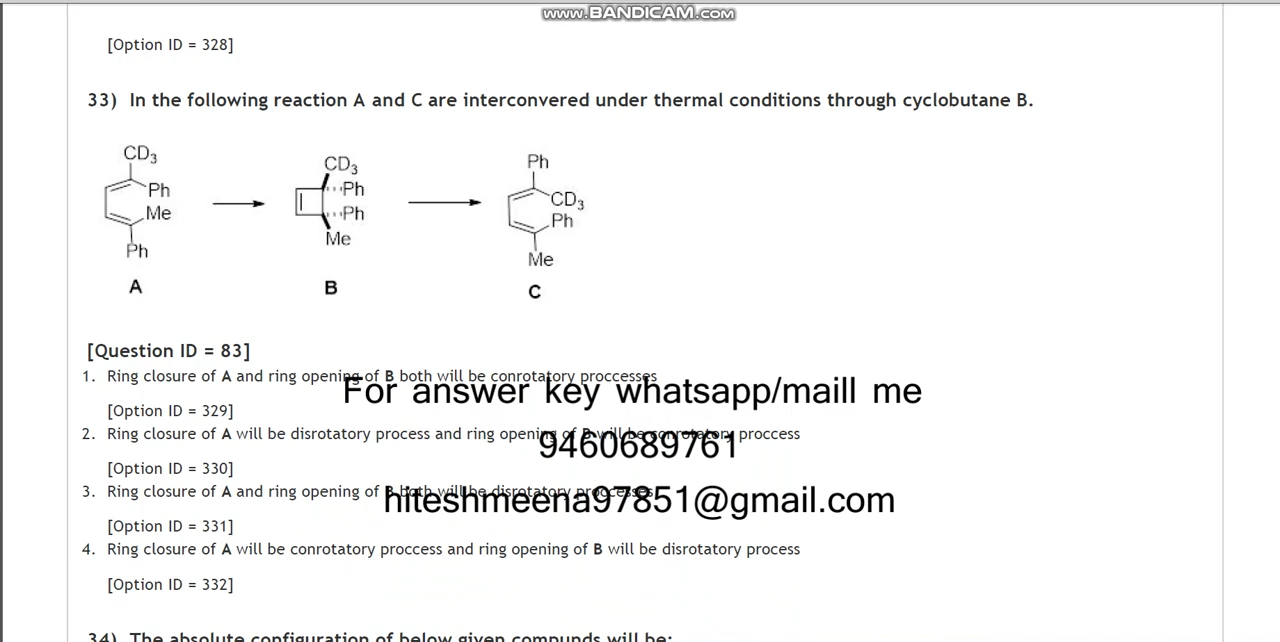 www.BANDICAM.com
[Option ID = 328]
33) In the following reaction A and C are interconvered under thermal conditions through cyclobutane B.
CD3
Ph
Me
Ph
A
CD3
Ph
Ph
Me
B
Ph
CD3
Ph
Me
C
[Question ID = 83]
1. Ring closure of A and ring opening of B both will be conrotatory proccesses
For answer key whatsapp/maill me
[Option ID = 329]
2. Ring closure of A will be disrotatory process and ring opening of B will be conrotatory proccess
9460689761
[Option ID = 330]
3. Ring closure of A and ring opening of B both will be disrotatory proccesses
hiteshmeena97851@gmail.com
[Option ID = 331]
4. Ring closure of A will be conrotatory proccess and ring opening of B will be disrotatory process
[Option ID = 332]
34) The absolute configuration of below given compunds will be: